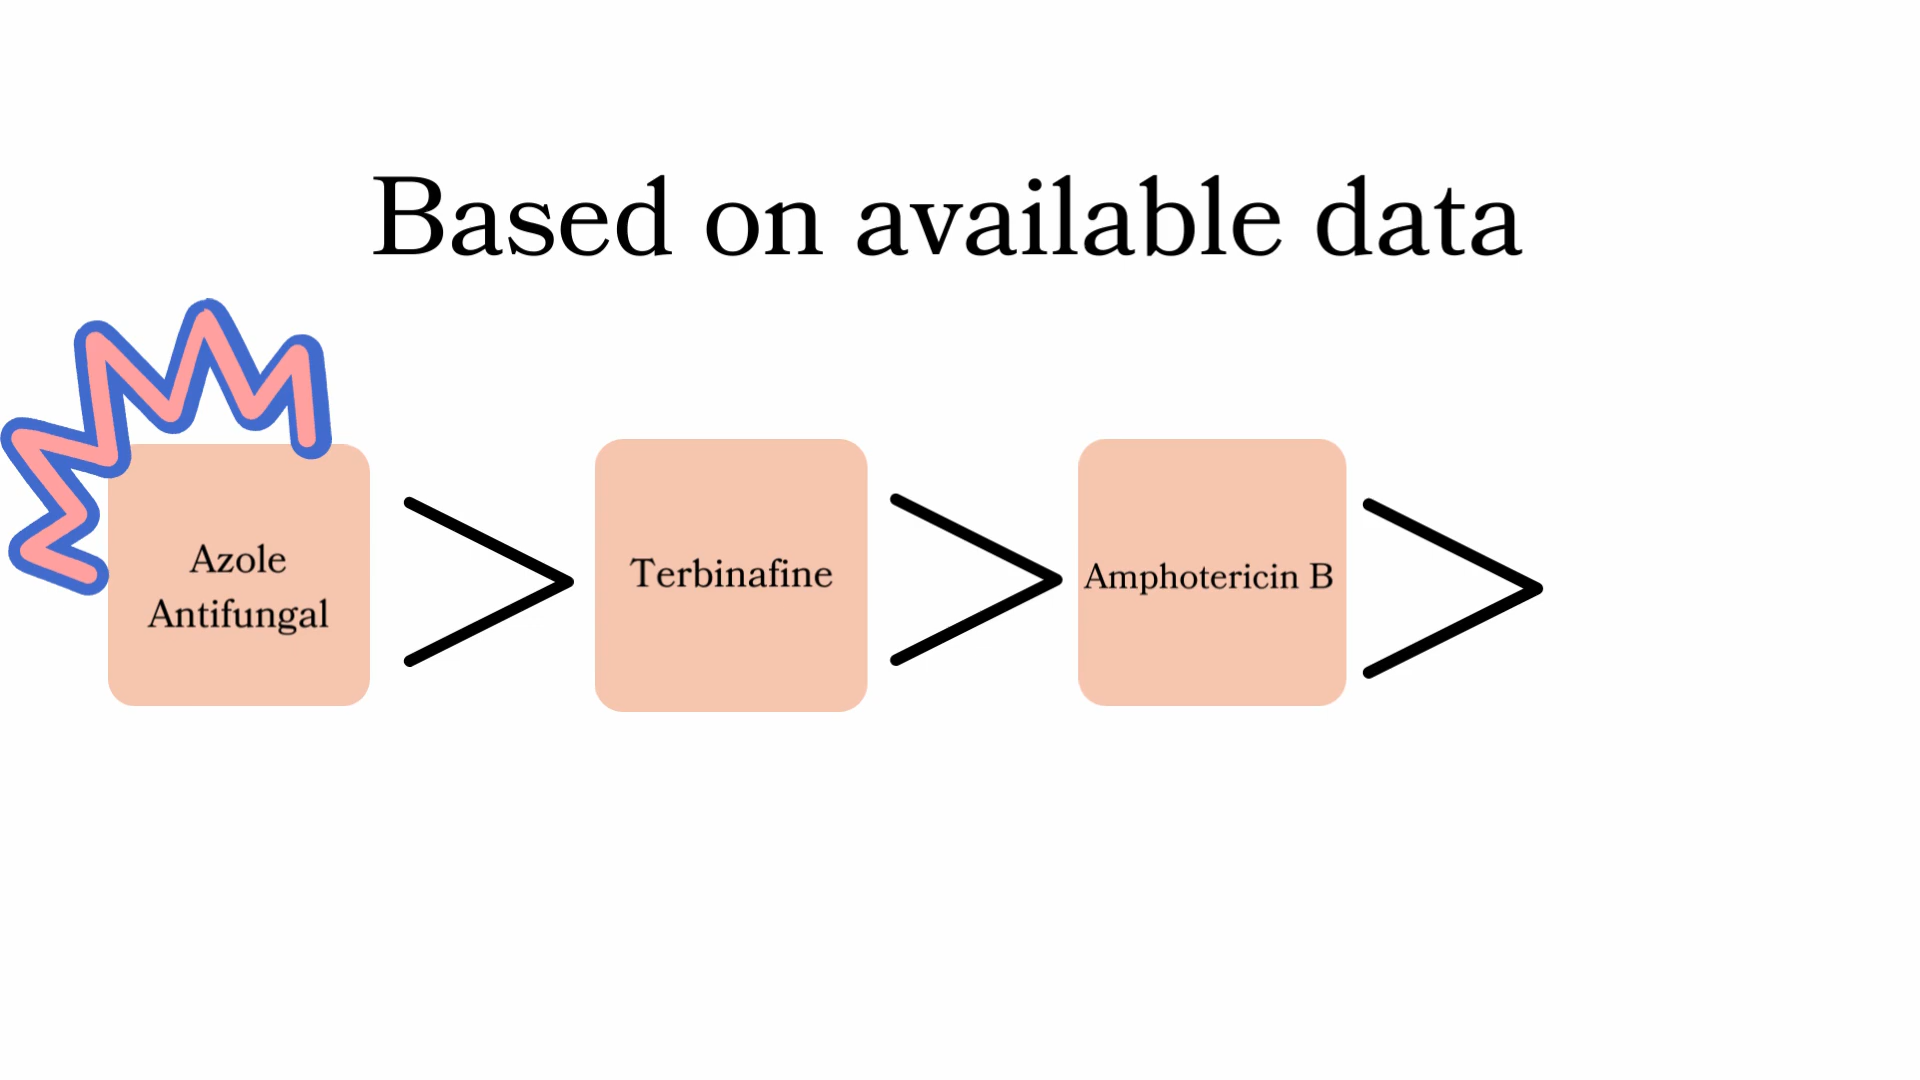 Based on available data
Azole
Antifungal
Terbinafine
Amphotericin B